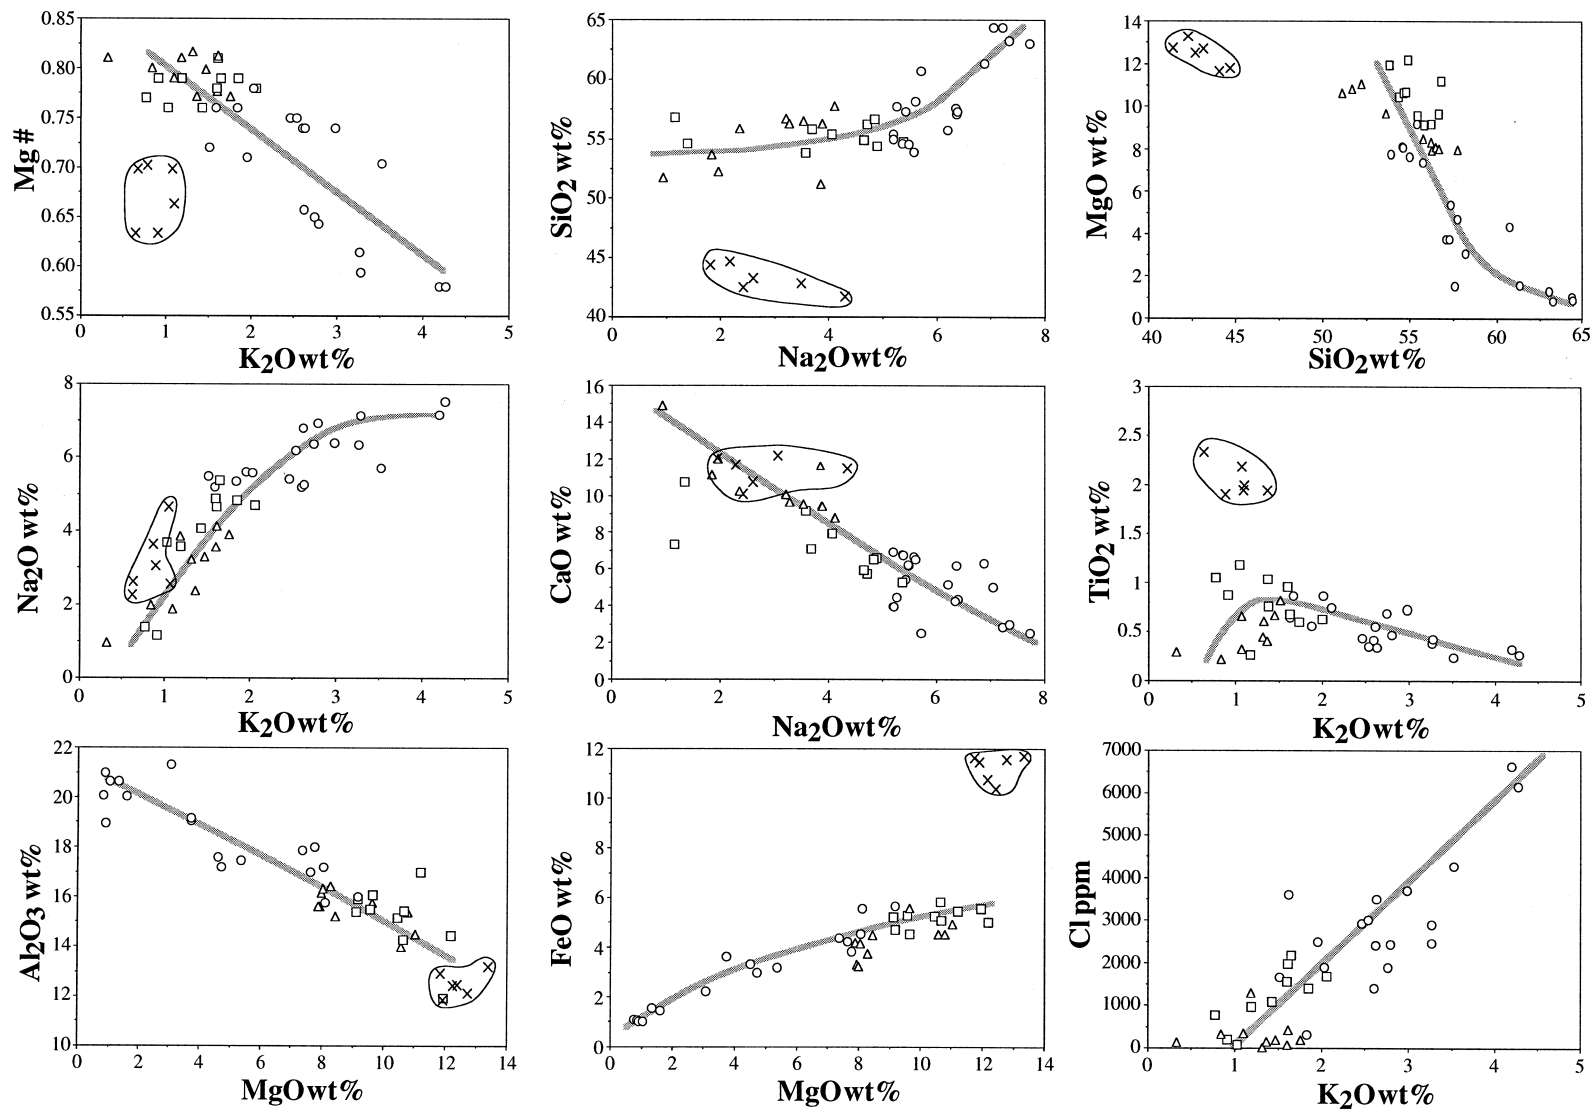 0.85
0.80
0.75
0.70
0.65
0.60
0.55
Mg#
0 1 2 3 4 5
K2Owt%
65
60
55
50
45
40
SiO2 wt%
0 2 4 6 8
Na2Owt%
14
12
10
8
6
4
2
0
MgO wt%
40 45 50 55 60 65
SiO2wt%
8
6
4
2
0
Na2O wt%
0 1 2 3 4 5
K2Owt%
16
14
12
10
8
6
4
2
0
CaO wt%
0 2 4 6 8
Na2Owt%
3
2.5
2
1.5
1
0.5
0
TiO2 wt%
0 1 2 3 4 5
K2Owt%
22
20
18
16
14
12
10
Al2O3 wt%
0 2 4 6 8 10 12 14
MgOwt%
12
10
8
6
4
2
0
FeO wt%
0 2 4 6 8 10 12 14
MgOwt%
7000
6000
5000
4000
3000
2000
1000
0
Cl ppm
0 1 2 3 4 5
K2Owt%